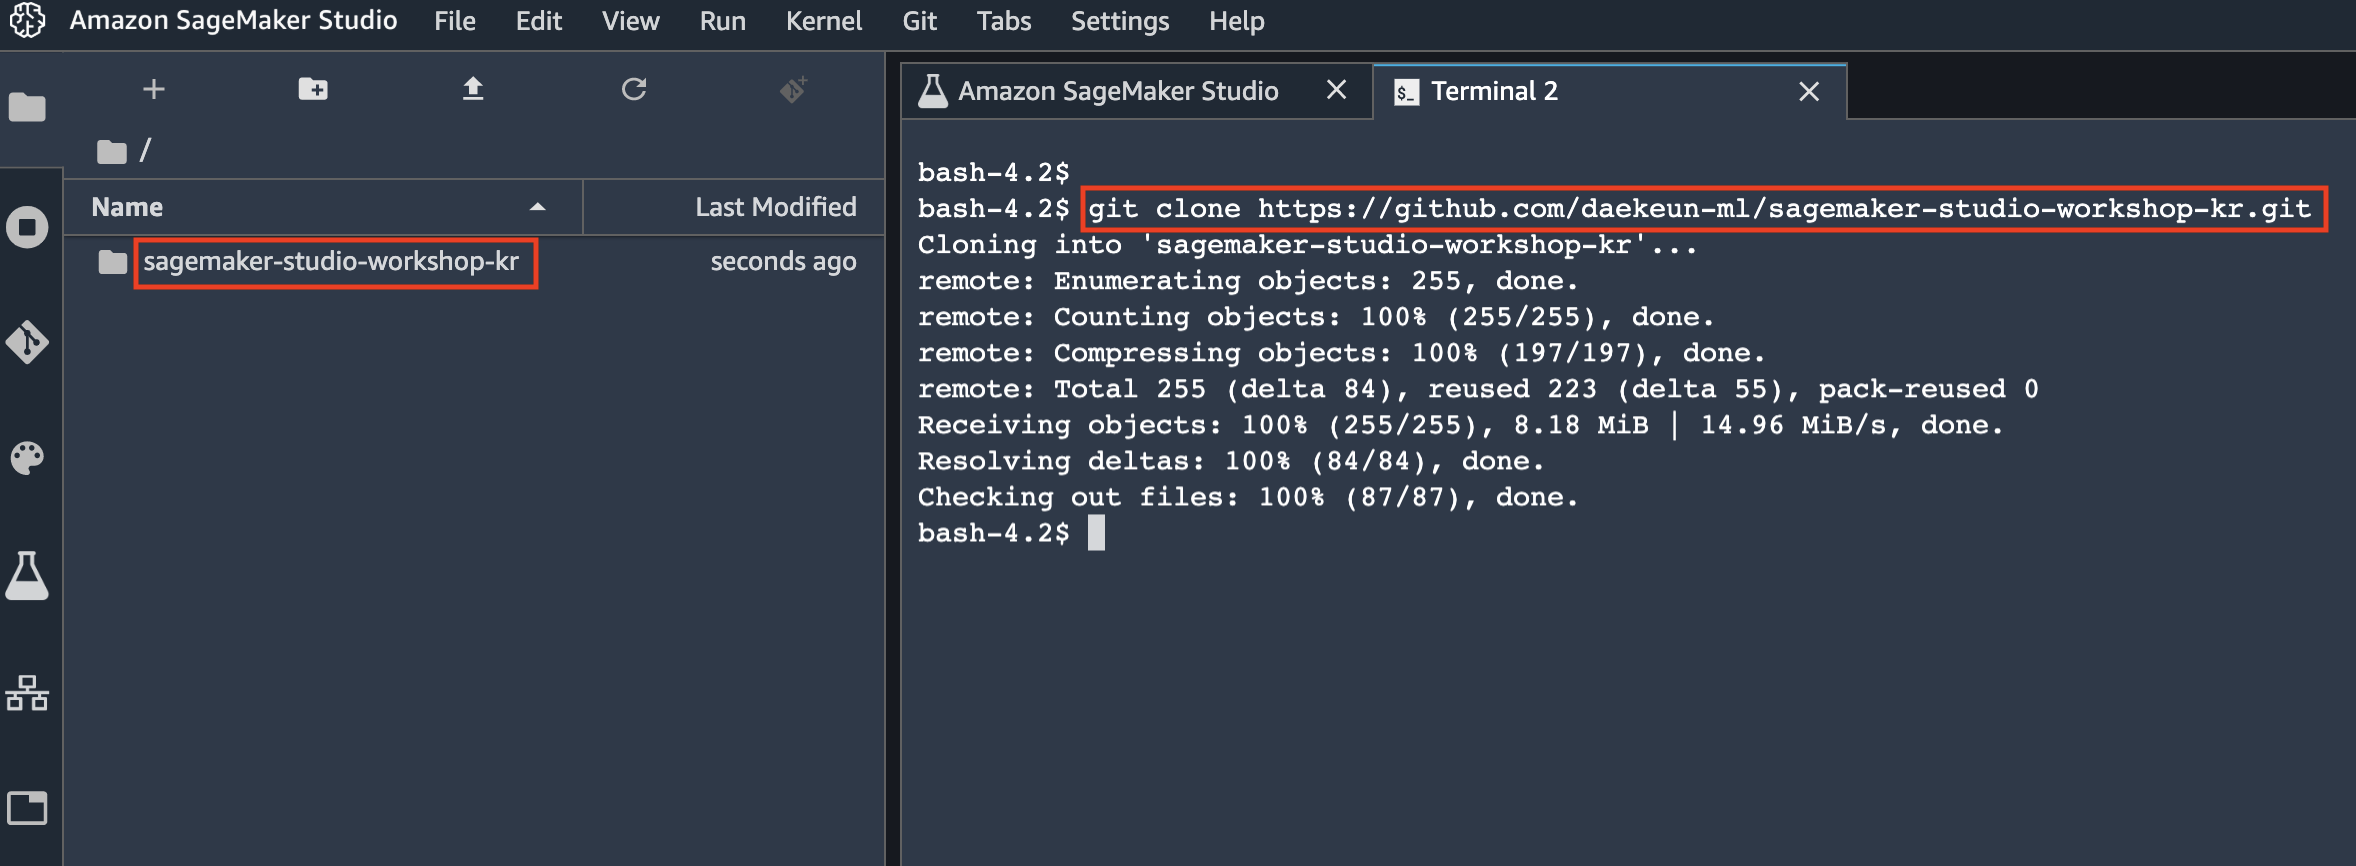 Amazon SageMaker Studio File Edit View Run Kernel Git Tabs Settings Help
/
Name Last Modified
sagemaker-studio-workshop-kr seconds ago
Amazon SageMaker Studio Terminal 2
$_
bash-4.2$
bash-4.2$ git clone https://github.com/daekeun-ml/sagemaker-studio-workshop-kr.git
Cloning into 'sagemaker-studio-workshop-kr'...
remote: Enumerating objects: 255, done.
remote: Counting objects: 100% (255/255), done.
remote: Compressing objects: 100% (197/197), done.
remote: Total 255 (delta 84), reused 223 (delta 55), pack-reused 0
Receiving objects: 100% (255/255), 8.18 MiB | 14.96 MiB/s, done.
Resolving deltas: 100% (84/84), done.
Checking out files: 100% (87/87), done.
bash-4.2$